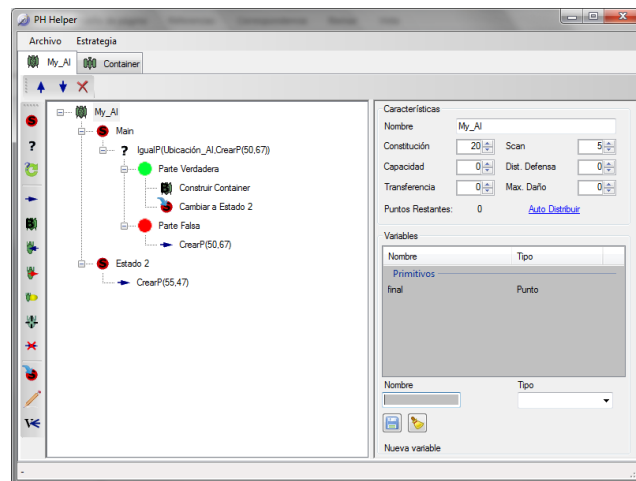 PH Helper
Archivo Estrategia
My_AI Container
My_AI
S Main
? IgualP(Ubicación_AI,CrearP(50,67))
Parte Verdadera
Construir Container
Cambiar a Estado 2
Parte Falsa
CrearP(50,67)
S Estado 2
CrearP(55,47)
S
?
B
V
Características
Nombre My_AI
Constitución 20 Scan 5
Capacidad 0 Dist. Defensa 0
Transferencia 0 Max. Daño 0
Puntos Restantes: 0 Auto Distribuir
Variables
Nombre Tipo
Primitivos
final Punto
Nombre Tipo
Nueva variable
-